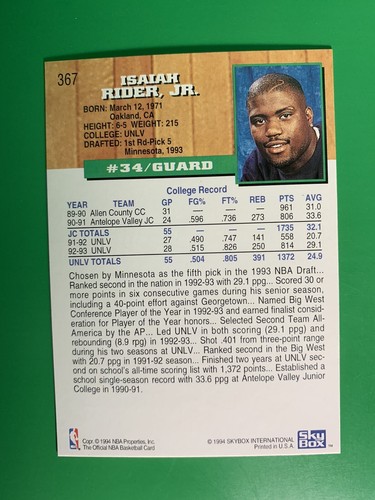 367
ISAIAH
RIDER, JR.
BORN: March 12, 1971
Oakland, CA
HEIGHT: 6-5 WEIGHT: 215
COLLEGE: UNLV
DRAFTED: 1st Rd-Pick 5
Minnesota, 1993
#34/GUARD
College Record
YEAR GP FG% FT% REB PTS AVG
89-90 Allen County CC 31 — — — 961 31.0
90-91 Antelope Valley JC 24 .596 .736 273 806 33.6
JC TOTALS 55 — — — 1735 32.1
91-92 UNLV 27 .490 .747 141 558 20.7
92-93 UNLV 28 .515 .826 250 814 29.1
UNLV TOTALS 55 .504 .805 391 1372 24.9
Chosen by Minnesota as the fifth pick in the 1993 NBA Draft...
Ranked second in the nation in 1992-93 with 29.1 ppg... Scored 30 or
more points in six consecutive games during his senior season,
including a 40-point effort against Georgetown... Named Big West
Conference Player of the Year in 1992-93 and earned finalist consid-
eration for Player of the Year honors... Selected Second Team All-
America by the AP... Led UNLV in both scoring (29.1 ppg) and
rebounding (8.9 rpg) in 1992-93... Shot .401 from three-point range
during his two seasons at UNLV... Ranked second in the Big West
with 20.7 ppg in 1991-92 season... Finished two years at UNLV sec-
ond on school's all-time scoring list with 1,372 points... Established a
school single-season record with 33.6 ppg at Antelope Valley Junior
College in 1990-91.
NBA
Copr. © 1994 NBA Properties, Inc.
The Official NBA Basketball Card
© 1994 SKYBOX INTERNATIONAL
Printed in U.S.A.
SkyBox™